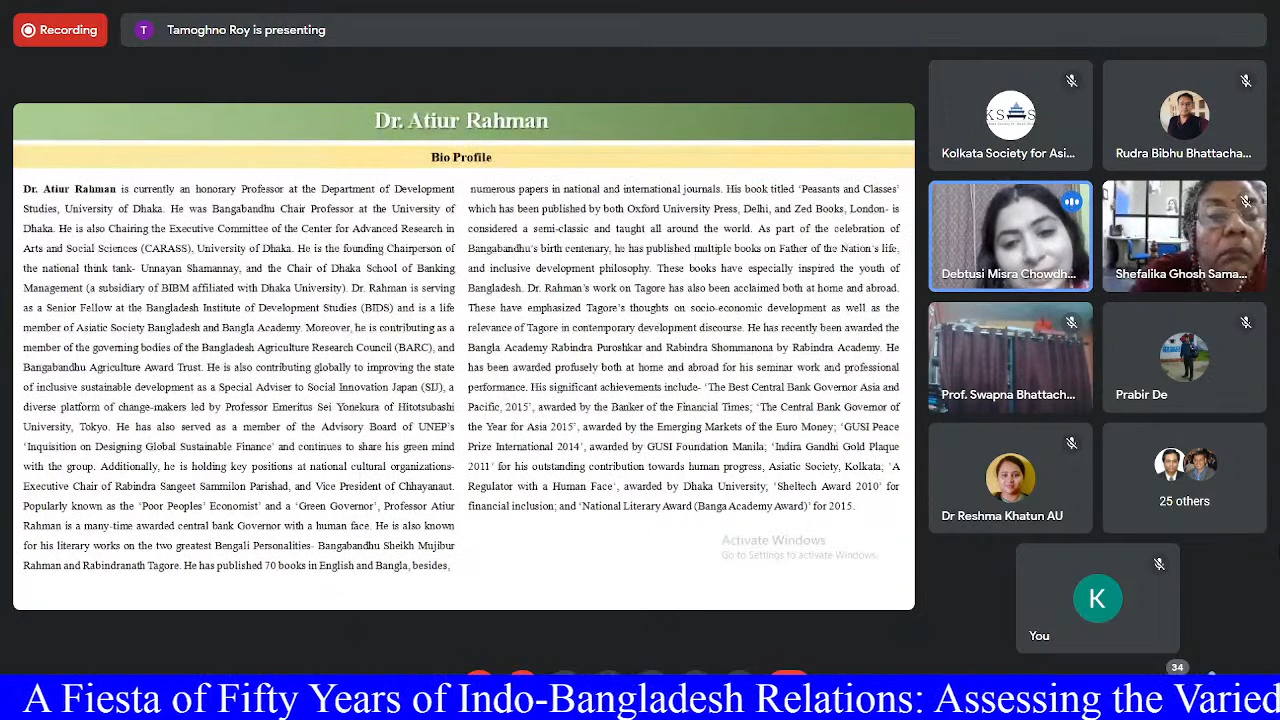 Recording
T
Tamoghno Roy is presenting
Dr. Atiur Rahman
Bio Profile
Dr. Atiur Rahman is currently an honorary Professor at the Department of Development
Studies, University of Dhaka. He was Bangabandhu Chair Professor at the University of
Dhaka. He is also Chairing the Executive Committee of the Center for Advanced Research in
Arts and Social Sciences (CARASS), University of Dhaka. He is the founding Chairperson of
the national think tank- Unnayan Shamannay, and the Chair of Dhaka School of Banking
Management (a subsidiary of BIBM affiliated with Dhaka University). Dr. Rahman is serving
as a Senior Fellow at the Bangladesh Institute of Development Studies (BIDS) and is a life
member of Asiatic Society Bangladesh and Bangla Academy. Moreover, he is contributing as a
member of the governing bodies of the Bangladesh Agriculture Research Council (BARC), and
Bangabandhu Agriculture Award Trust. He is also contributing globally to improving the state
of inclusive sustainable development as a Special Adviser to Social Innovation Japan (SIJ), a
diverse platform of change-makers led by Professor Emeritus Sei Yonekura of Hitotsubashi
University, Tokyo. He has also served as a member of the Advisory Board of UNEP's
'Inquisition on Designing Global Sustainable Finance' and continues to share his green mind
with the group. Additionally, he is holding key positions at national cultural organizations-
Executive Chair of Rabindra Sangeet Sammilon Parishad, and Vice President of Chhayanaut.
Popularly known as the 'Poor Peoples' Economist' and a 'Green Governor', Professor Atiur
Rahman is a many-time awarded central bank Governor with a human face. He is also known
for his literary works on the two greatest Bengali Personalities- Bangabandhu Sheikh Mujibur
Rahman and Rabindranath Tagore. He has published 70 books in English and Bangla, besides,
numerous papers in national and international journals. His book titled 'Peasants and Classes'
which has been published by both Oxford University Press, Delhi, and Zed Books, London- is
considered a semi-classic and taught all around the world. As part of the celebration of
Bangabandhu's birth centenary, he has published multiple books on Father of the Nation's life,
and inclusive development philosophy. These books have especially inspired the youth of
Bangladesh. Dr. Rahman's work on Tagore has also been acclaimed both at home and abroad.
These have emphasized Tagore's thoughts on socio-economic development as well as the
relevance of Tagore in contemporary development discourse. He has recently been awarded the
Bangla Academy Rabindra Puroshkar and Rabindra Shommanona by Rabindra Academy. He
has been awarded profusely both at home and abroad for his seminar work and professional
performance. His significant achievements include- 'The Best Central Bank Governor Asia and
Pacific, 2015', awarded by the Banker of the Financial Times; 'The Central Bank Governor of
the Year for Asia 2015', awarded by the Emerging Markets of the Euro Money; 'GUSI Peace
Prize International 2014', awarded by GUSI Foundation Manila; 'Indira Gandhi Gold Plaque
2011' for his outstanding contribution towards human progress, Asiatic Society, Kolkata; 'A
Regulator with a Human Face', awarded by Dhaka University; 'Sheltech Award 2010' for
financial inclusion; and 'National Literary Award (Banga Academy Award)' for 2015.
Activate Windows
Go to Settings to activate Windows.
Kolkata Society for Asi...
Rudra Bibhu Bhattacha...
Debtusi Misra Chowdh...
Shefalika Ghosh Sama...
Prof. Swapna Bhattach...
Prabir De
Dr Reshma Khatun AU
25 others
K
You
34
A Fiesta of Fifty Years of Indo-Bangladesh Relations: Assessing the Varied